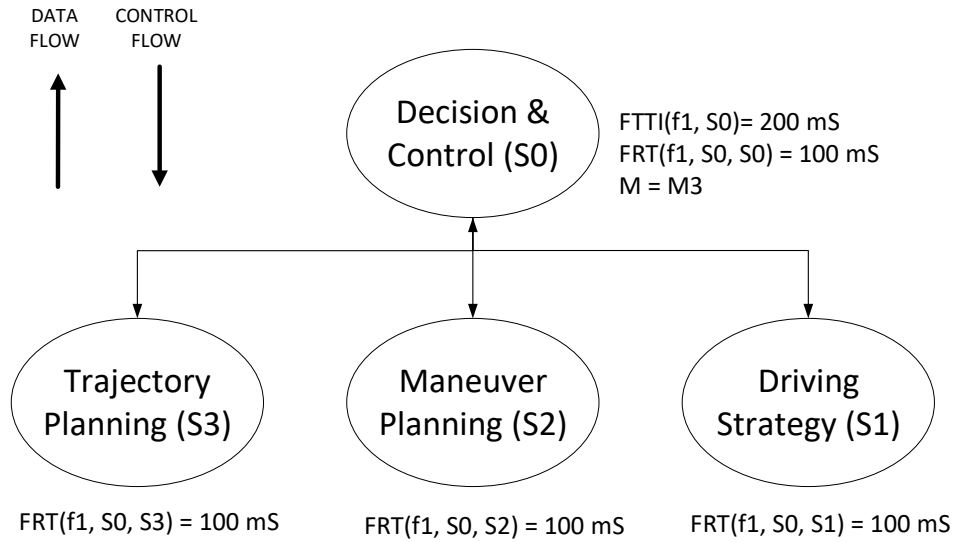 DATA
FLOW
CONTROL
FLOW
Decision &
Control (S0)
FTTI(f1, S0)= 200 mS
FRT(f1, S0, S0) = 100 mS
M = M3
Trajectory
Planning (S3)
Maneuver
Planning (S2)
Driving
Strategy (S1)
FRT(f1, S0, S3) = 100 mS
FRT(f1, S0, S2) = 100 mS
FRT(f1, S0, S1) = 100 mS